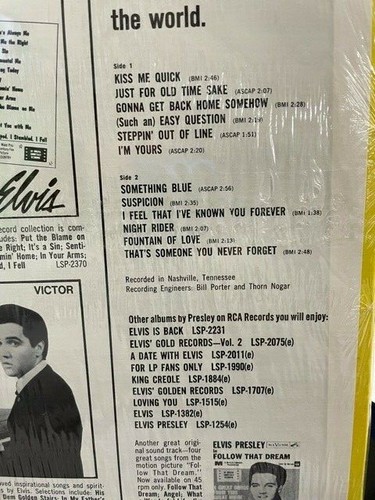 the world.
Side 1
KISS ME QUICK (BMI 2:46)
JUST FOR OLD TIME SAKE (ASCAP 2:07)
GONNA GET BACK HOME SOMEHOW (BMI 2:28)
(Such an) EASY QUESTION (BMI
STEPPIN' OUT OF LINE (ASCAP 1:51)
I'M YOURS (ASCAP 2:20)
Side 2
SOMETHING BLUE (ASCAP 2:56)
SUSPICION (BMI 2:35)
I FEEL THAT I'VE KNOWN YOU FOREVER (BMI 1:38)
NIGHT RIDER (BMI 2:07)
FOUNTAIN OF LOVE (BMI 2:13)
THAT'S SOMEONE YOU NEVER FORGET (BMI 2:48)
Recorded in Nashville, Tennessee
Recording Engineers: Bill Porter and Thorn Nogar
Other albums by Presley on RCA Records you will enjoy:
ELVIS IS BACK LSP-2231
ELVIS' GOLD RECORDS—Vol. 2 LSP-2075(e)
A DATE WITH ELVIS LSP-2011(e)
FOR LP FANS ONLY LSP-1990(e)
KING CREOLE LSP-1884(e)
ELVIS' GOLDEN RECORDS LSP-1707(e)
LOVING YOU LSP-1515(e)
ELVIS LSP-1382(e)
ELVIS PRESLEY LSP-1254(e)
Another great origi-
nal sound track—four
great songs from the
motion picture "Fol-
low That Dream."
Now available on 45
rpm only. Follow That
Dream; Angel; What
ELVIS PRESLEY
in
FOLLOW THAT DREAM
Elvis
ecord collection is com-
udes: Put the Blame on
e Right; It's a Sin; Senti-
min' Home; In Your Arms;
d, I Fell LSP-2370
VICTOR
ved inspirational songs and spirit-
s by Elvis. Selections include: His